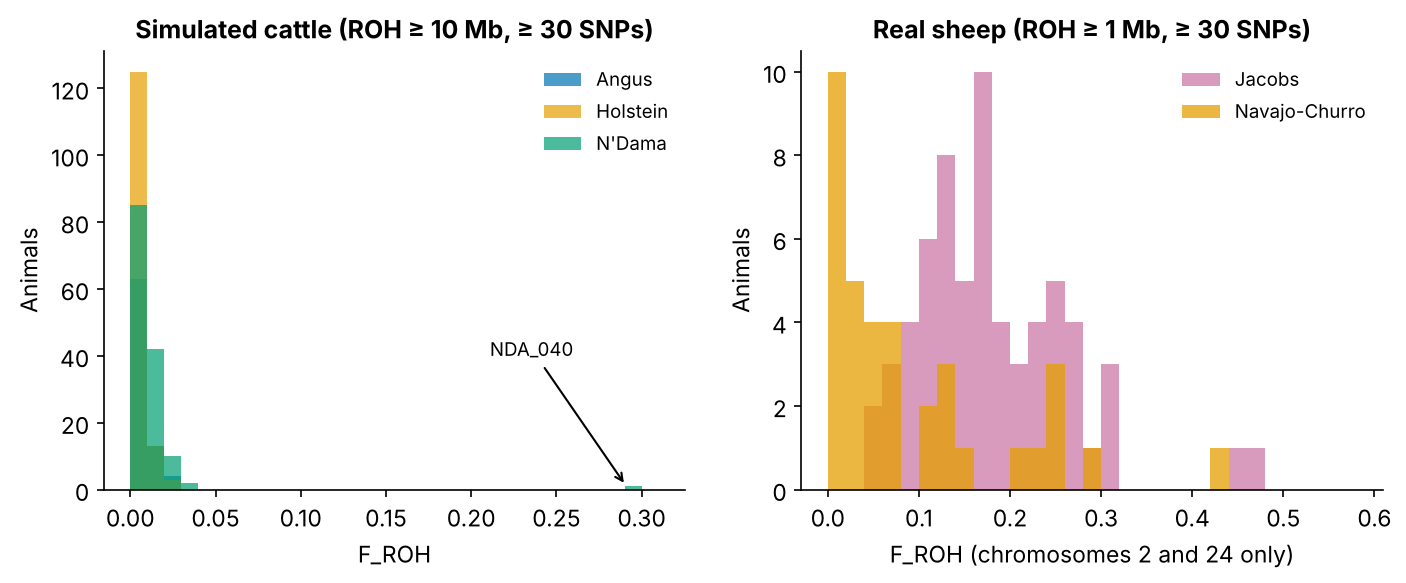 Simulated cattle (ROH ≥ 10 Mb, ≥ 30 SNPs)
Animals
120
100
80
60
40
20
0
Angus
Holstein
N'Dama
NDA_040
0.00 0.05 0.10 0.15 0.20 0.25 0.30
F_ROH
Real sheep (ROH ≥ 1 Mb, ≥ 30 SNPs)
Animals
10
8
6
4
2
0
Jacobs
Navajo-Churro
0.0 0.1 0.2 0.3 0.4 0.5 0.6
F_ROH (chromosomes 2 and 24 only)